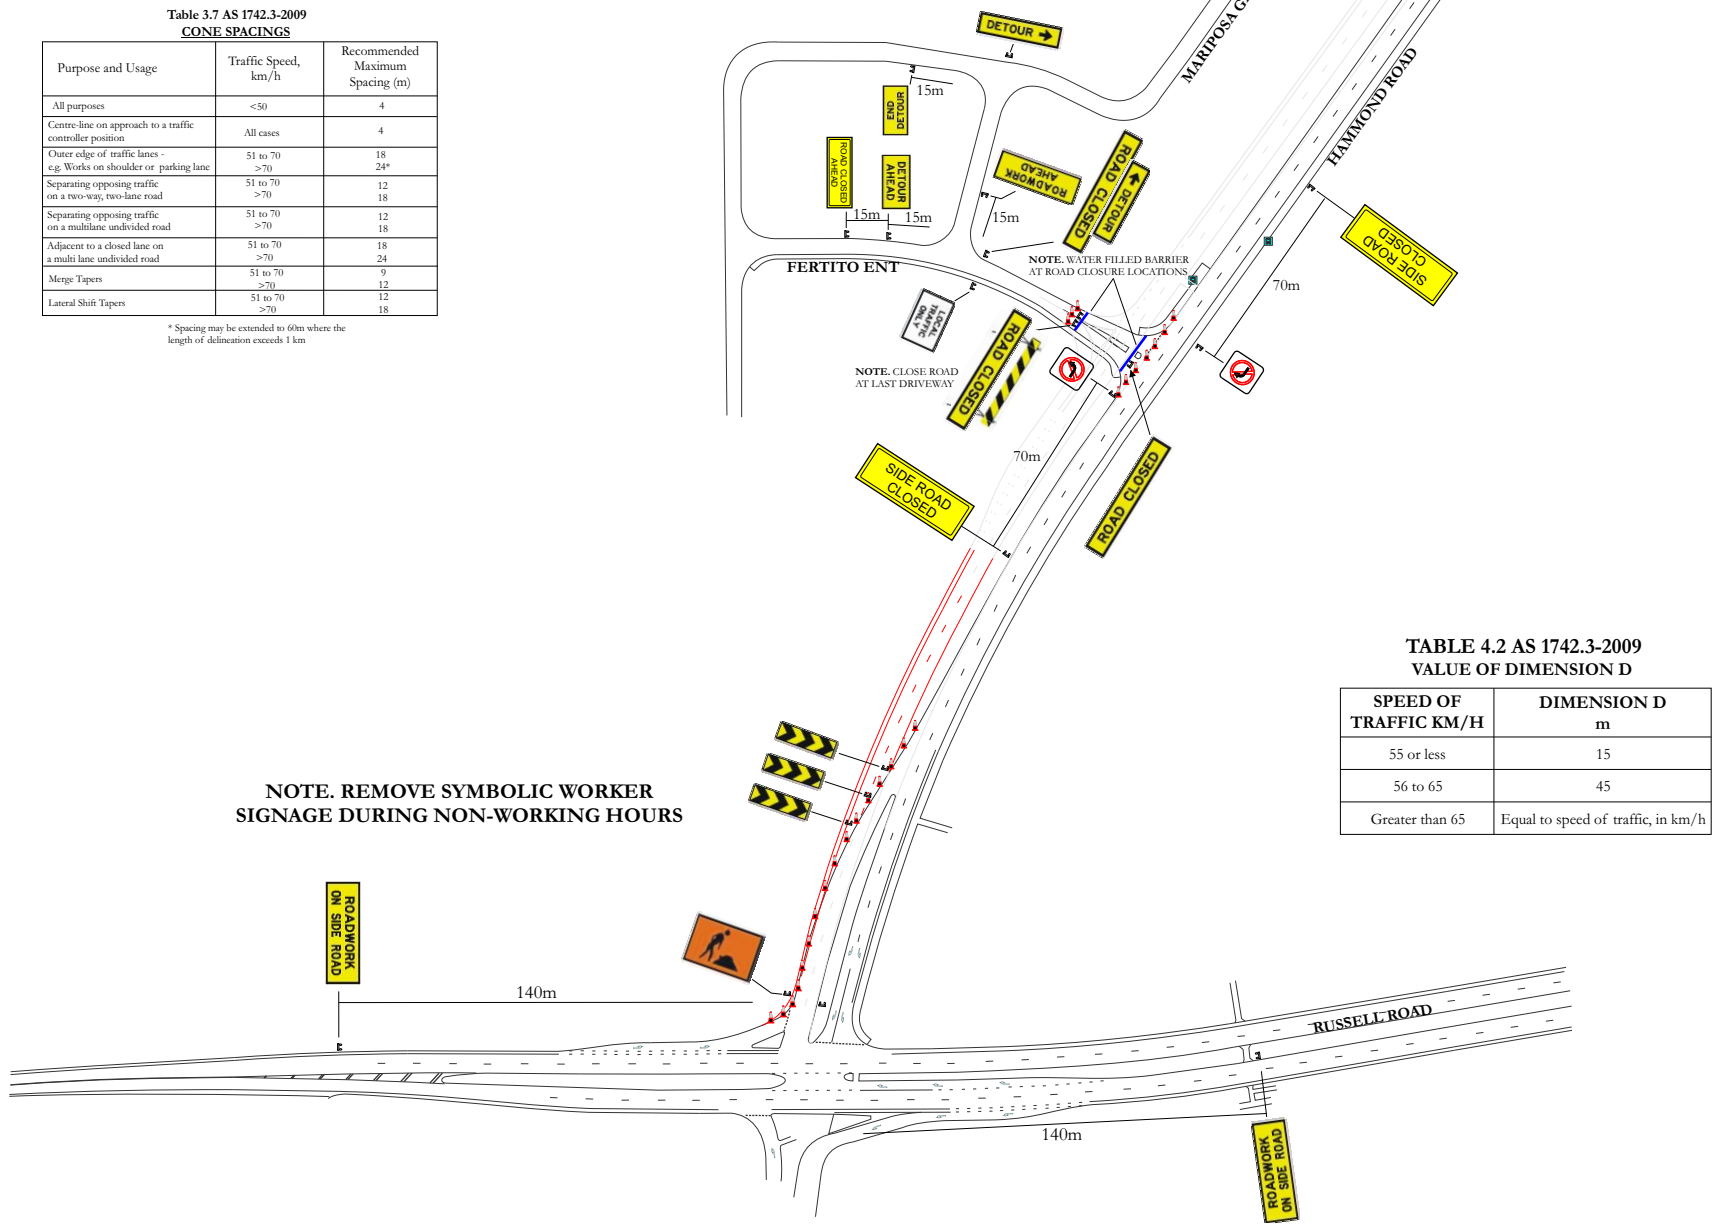 Table 3.7 AS 1742.3-2009
CONE SPACINGS
Purpose and Usage
Traffic Speed,
km/h
Recommended
Maximum
Spacing (m)
All purposes
<50
4
Centre-line on approach to a traffic
controller position
All cases
4
Outer edge of traffic lanes -
e.g. Works on shoulder or parking lane
51 to 70
>70
18
24*
Separating opposing traffic
on a two-way, two-lane road
51 to 70
>70
12
18
Separating opposing traffic
on a multilane undivided road
51 to 70
>70
12
18
Adjacent to a closed lane on
a multi lane undivided road
51 to 70
>70
18
24
Merge Tapers
51 to 70
>70
9
12
Lateral Shift Tapers
51 to 70
>70
12
18
* Spacing may be extended to 60m where the
length of delineation exceeds 1 km
DETOUR
MARIPOSA G
HAMMOND ROAD
15m
END
DETOUR
ROAD CLOSED
AHEAD
DETOUR
AHEAD
15m
15m
ROADWORK
AHEAD
15m
ROAD CLOSED
DETOUR
NOTE. WATER FILLED BARRIER
AT ROAD CLOSURE LOCATIONS
SIDE ROAD
CLOSED
70m
FERTITO ENT
LOCAL
TRAFFIC
ONLY
ROAD CLOSED
NOTE. CLOSE ROAD
AT LAST DRIVEWAY
70m
SIDE ROAD
CLOSED
ROAD CLOSED
TABLE 4.2 AS 1742.3-2009
VALUE OF DIMENSION D
SPEED OF
TRAFFIC KM/H
DIMENSION D
m
55 or less
15
56 to 65
45
Greater than 65
Equal to speed of traffic, in km/h
NOTE. REMOVE SYMBOLIC WORKER
SIGNAGE DURING NON-WORKING HOURS
ROADWORK
ON SIDE ROAD
140m
RUSSELL ROAD
140m
ROADWORK
ON SIDE ROAD